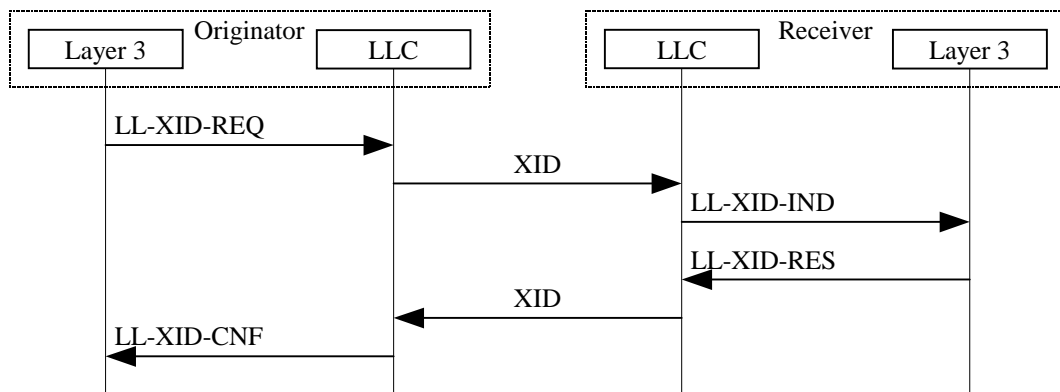 Originator Receiver
Layer 3 LLC LLC Layer 3
LL-XID-REQ
XID
LL-XID-IND
LL-XID-RES
XID
LL-XID-CNF